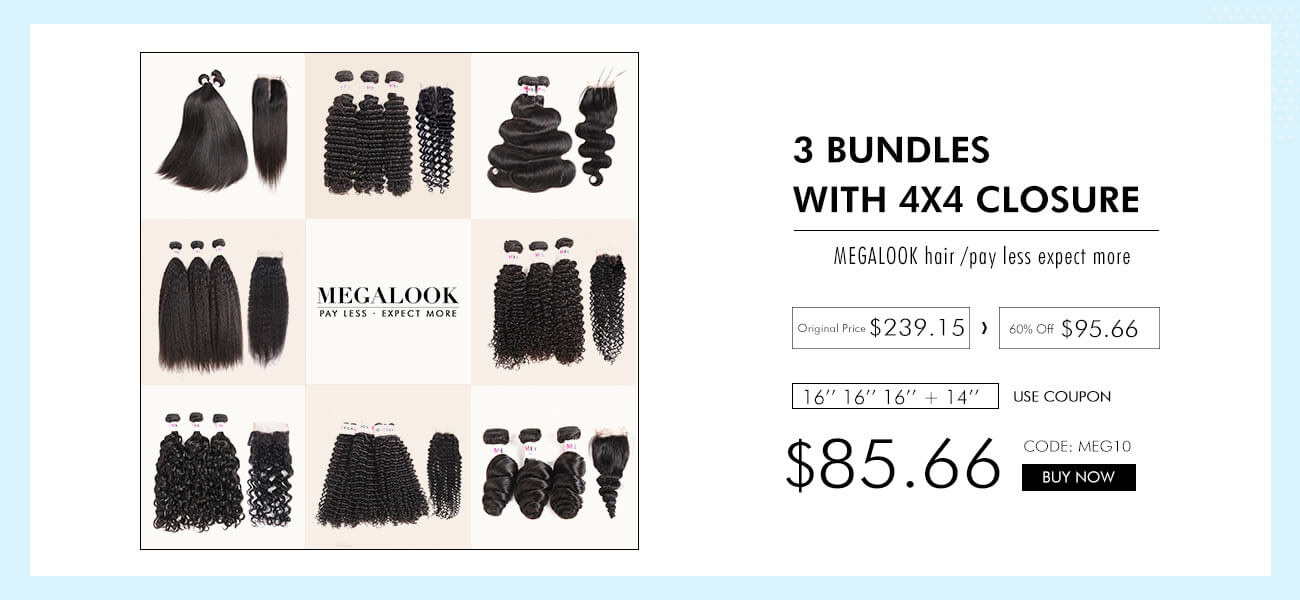 MEGALOOK
PAY LESS - EXPECT MORE
3 BUNDLES
WITH 4X4 CLOSURE
MEGALOOK hair /pay less expect more
Original Price $239.15 › 60% Off $95.66
16’’ 16’’ 16’’ + 14’’ USE COUPON
$85.66
CODE: MEG10
BUY NOW